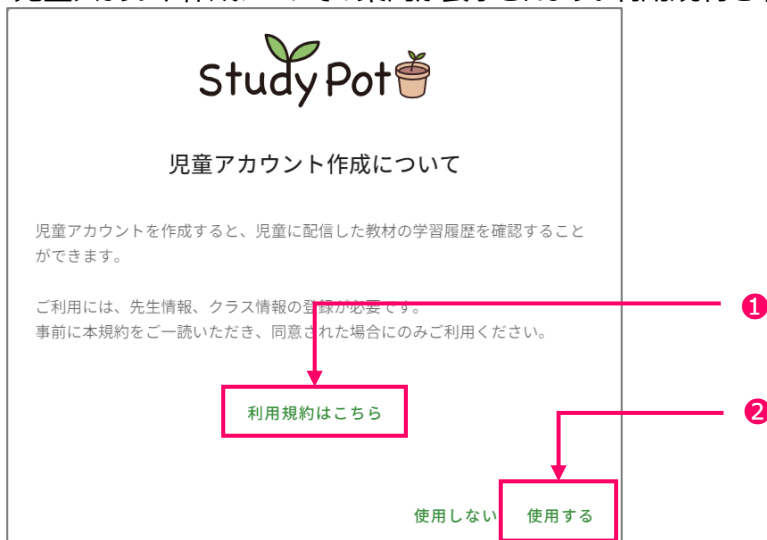 Study Pot
児童アカウント作成について
児童アカウントを作成すると、児童に配信した教材の学習履歴を確認すること
ができます。
ご利用には、先生情報、クラス情報の登録が必要です。
事前に本規約をご一読いただき、同意された場合にのみご利用ください。
❶
利用規約はこちら
❷
使用しない 使用する